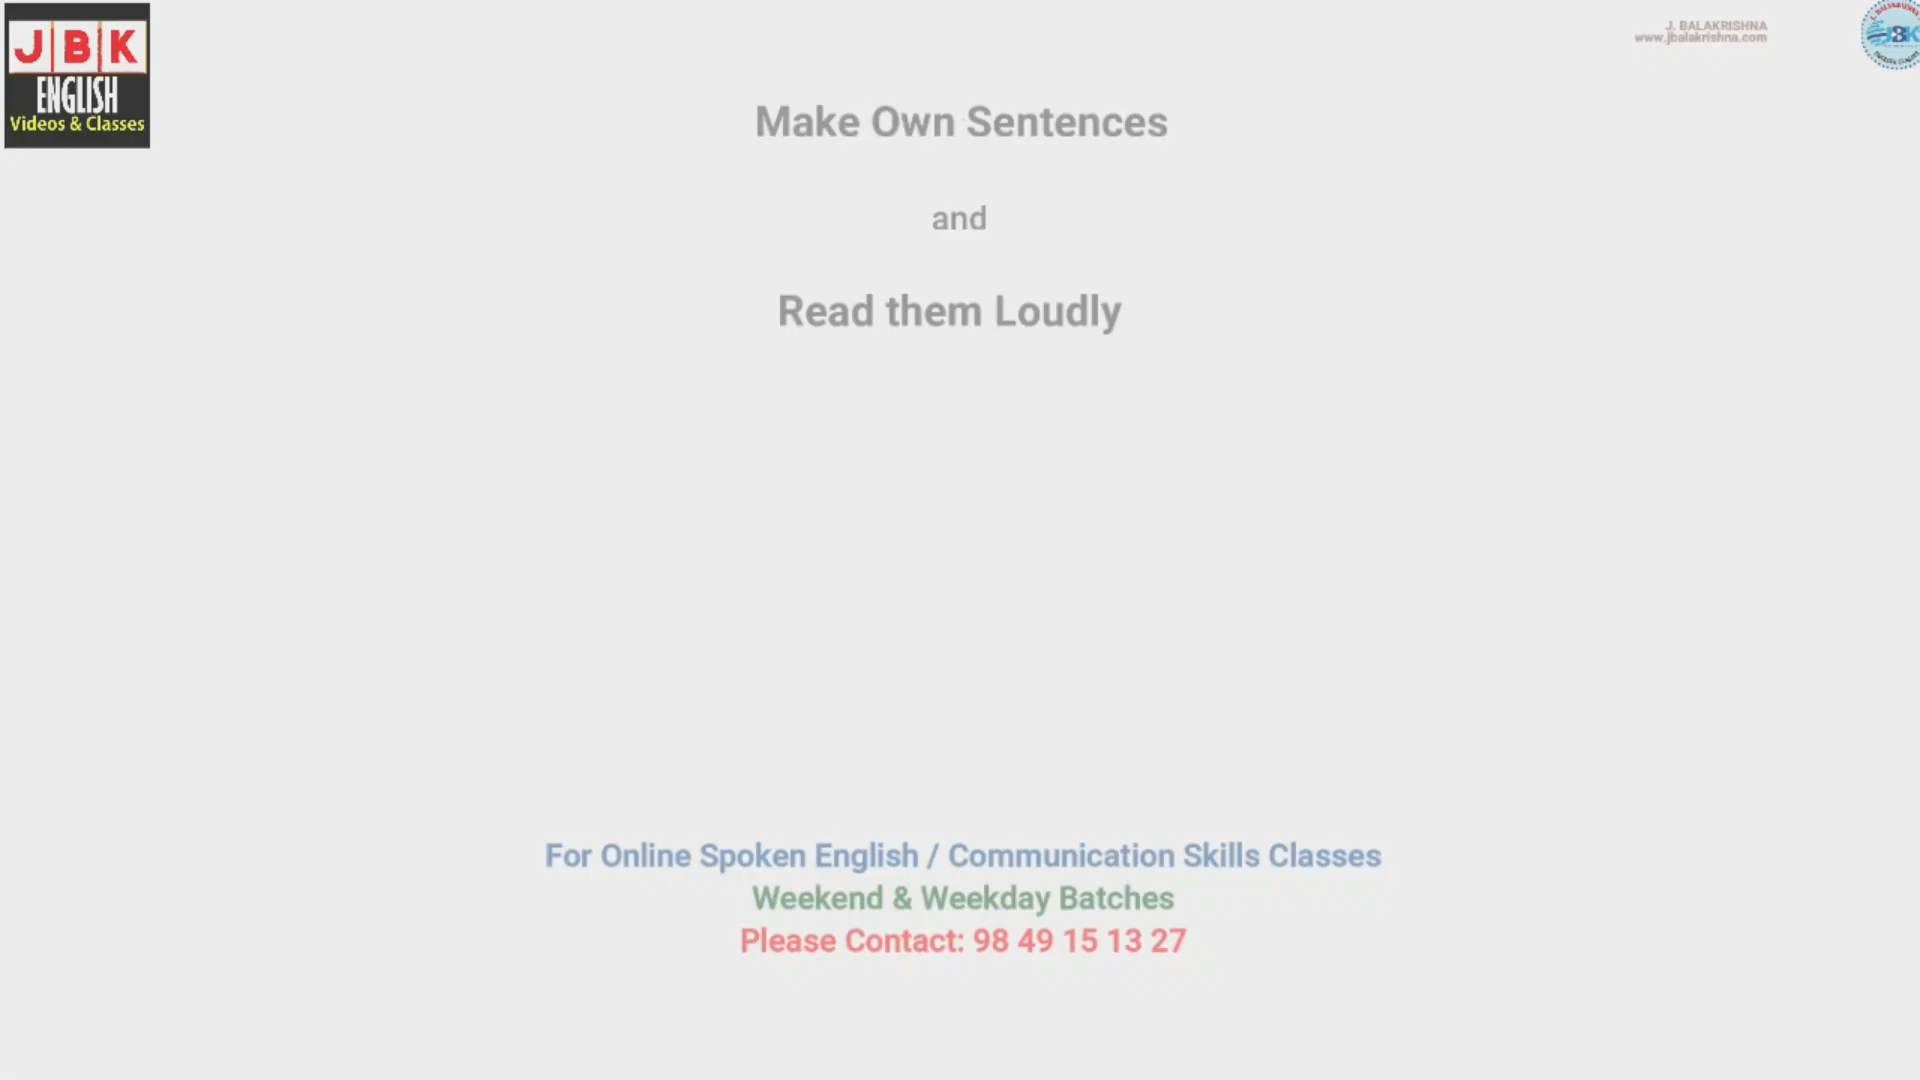 J|B|K
ENGLISH
Videos & Classes
J. BALAKRISHNA
www.jbalakrishna.com
JBK
Make Own Sentences
and
Read them Loudly
For Online Spoken English / Communication Skills Classes
Weekend & Weekday Batches
Please Contact: 98 49 15 13 27